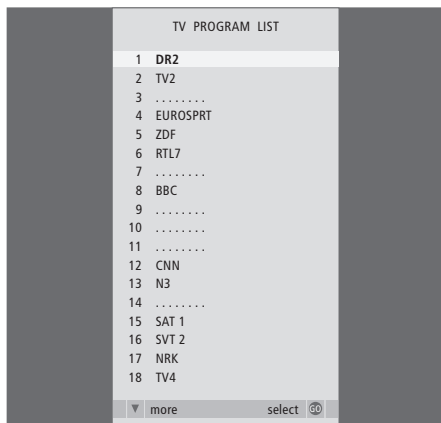 TV PROGRAM LIST
1 DR2
2 TV2
3 . . . . . . . .
4 EUROSPRT
5 ZDF
6 RTL7
7 . . . . . . . .
8 BBC
9 . . . . . . . .
10 . . . . . . . .
11 . . . . . . . .
12 CNN
13 N3
14 . . . . . . . .
15 SAT 1
16 SVT 2
17 NRK
18 TV4
▼ more select GO